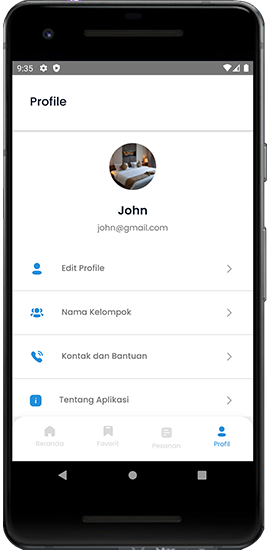 9:35
Profile
John
john@gmail.com
Edit Profile
Nama Kelompok
Kontak dan Bantuan
Tentang Aplikasi
Beranda
Favorit
Pesanan
Profil